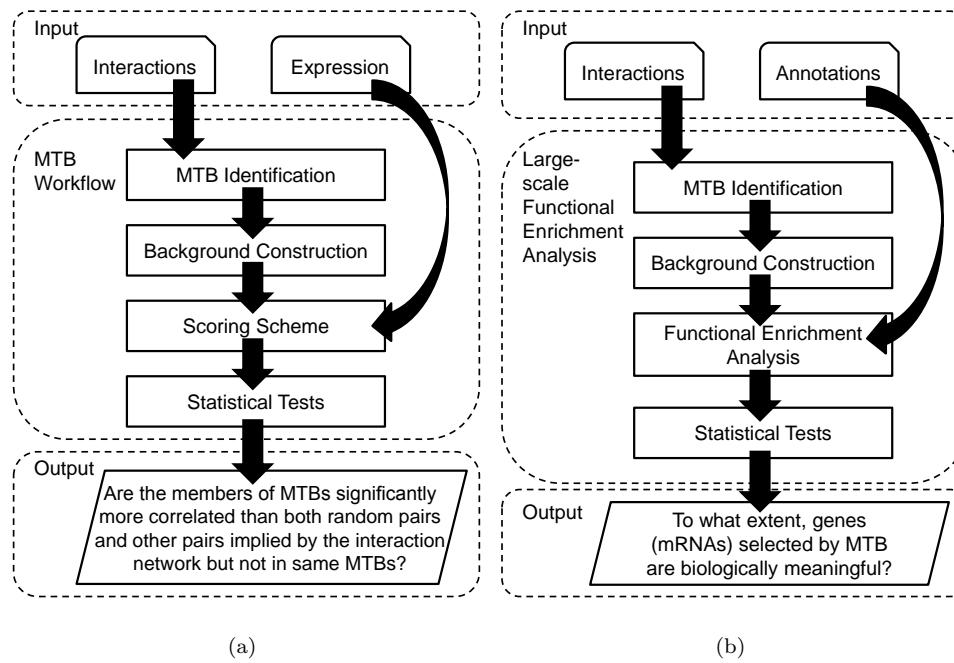 Input
Interactions
Expression
MTB
Workflow
MTB Identification
Background Construction
Scoring Scheme
Statistical Tests
Output
Are the members of MTBs significantly
more correlated than both random pairs
and other pairs implied by the interaction
network but not in same MTBs?
(a)
Input
Interactions
Annotations
Large-
scale
Functional
Enrichment
Analysis
MTB Identification
Background Construction
Functional Enrichment
Analysis
Statistical Tests
Output
To what extent, genes
(mRNAs) selected by MTB
are biologically meaningful?
(b)